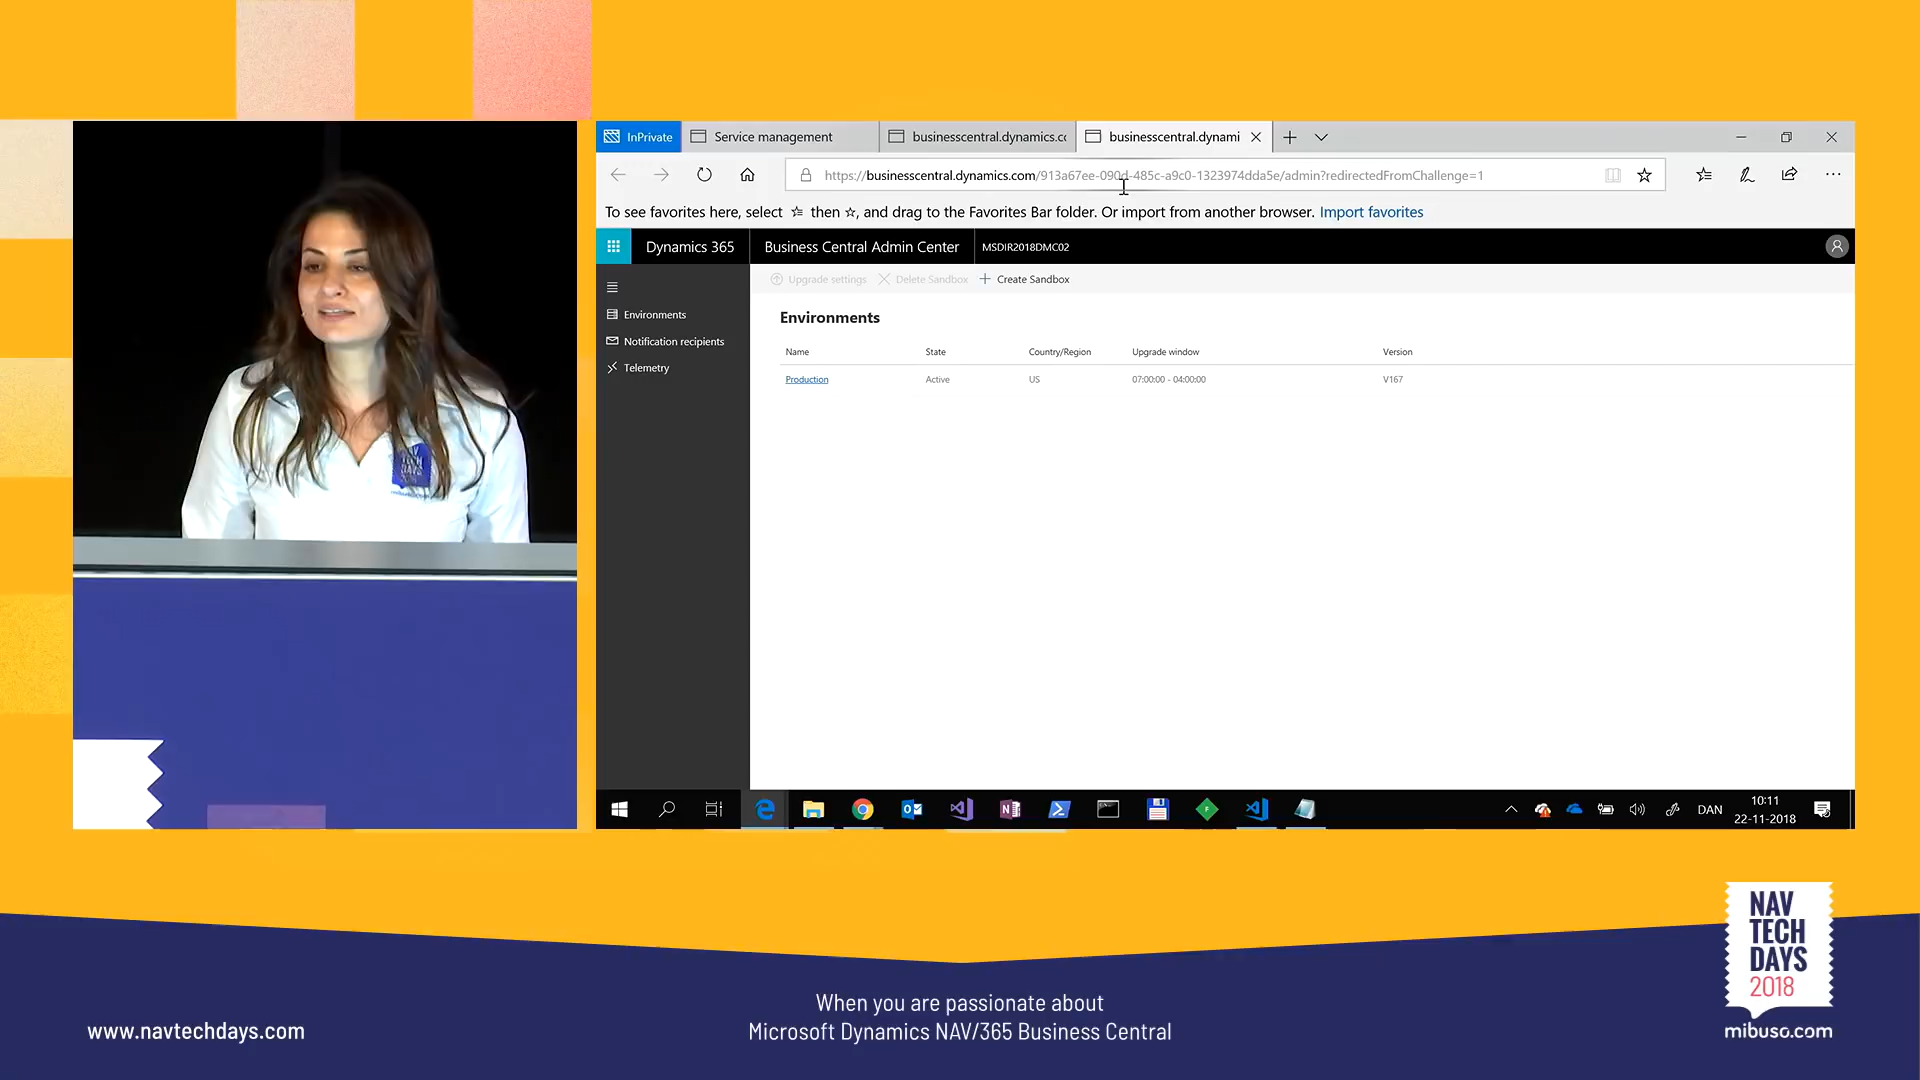 InPrivate
Service management
businesscentral.dynamics.cc
businesscentral.dynami
https://businesscentral.dynamics.com/913a67ee-090d-485c-a9c0-1323974dda5e/admin?redirectedFromChallenge=1
To see favorites here, select then, and drag to the Favorites Bar folder. Or import from another browser. Import favorites
Dynamics 365
Business Central Admin Center
MSDIR2018DMC02
Upgrade settings
Delete Sandbox
Create Sandbox
Environments
Notification recipients
Telemetry
Environments
Name State Country/Region Upgrade window Version
Production Active US 07:00:00 - 04:00:00 V167
DAN
10:11
22-11-2018
NAV
TECH
DAYS
2018
NAV
TECH
DAYS
2018
mibuso.com
www.navtechdays.com
When you are passionate about
Microsoft Dynamics NAV/365 Business Central